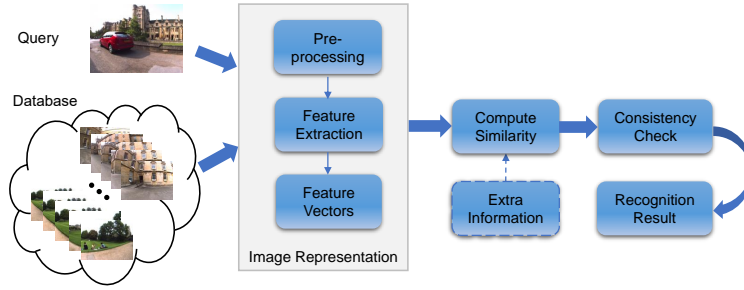 Query
Database
Pre-
processing
Feature
Extraction
Feature
Vectors
Image Representation
Compute
Similarity
Extra
Information
Consistency
Check
Recognition
Result